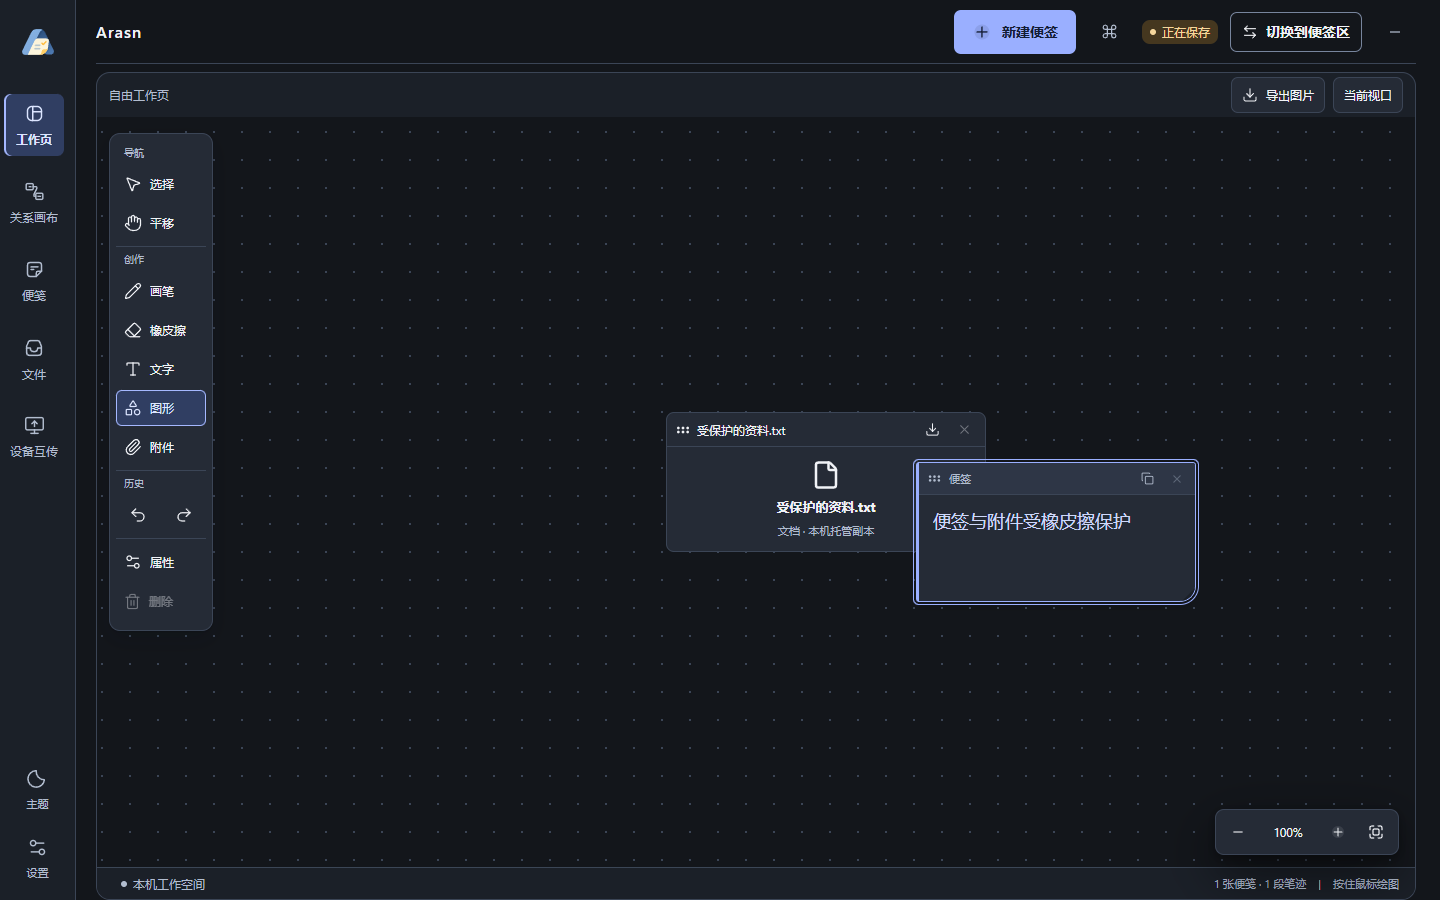 Arasn
新建便签
正在保存
切换到便签区
工作页
关系画布
便笺
文件
设备互传
主题
设置
自由工作页
导出图片
当前视口
导航
选择
平移
创作
画笔
橡皮擦
文字
图形
附件
历史
属性
删除
受保护的资料.txt
受保护的资料.txt
文档 · 本机托管副本
便签
便签与附件受橡皮擦保护
100%
本机工作空间
1 张便笺 · 1 段笔迹 | 按住鼠标绘图